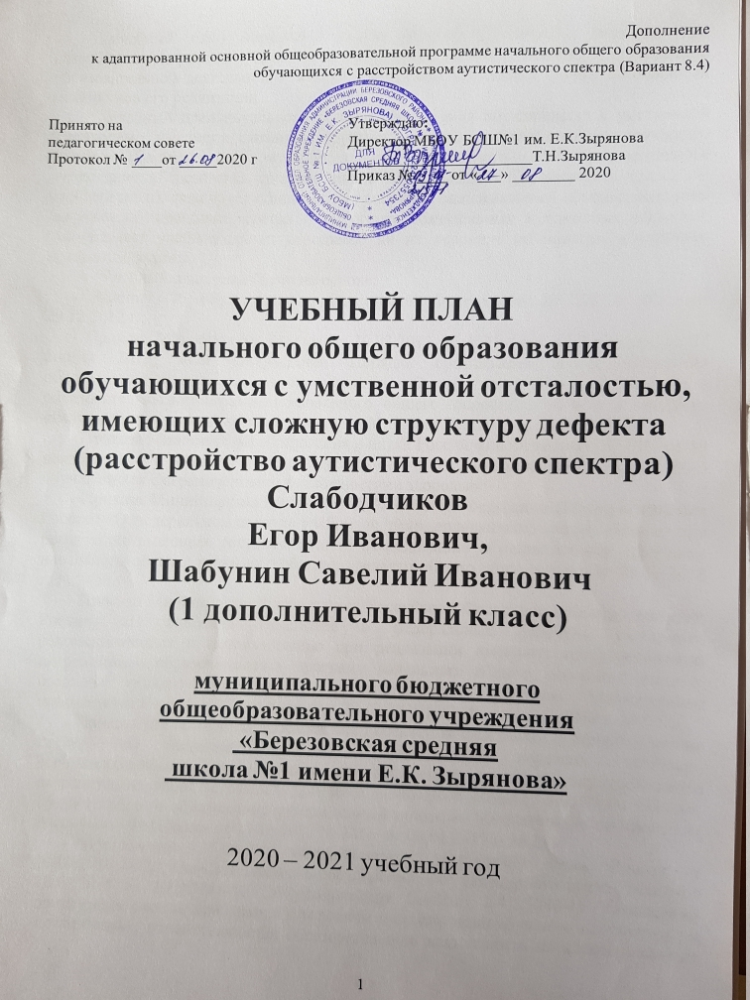 Дополнение
к адаптированной основной общеобразовательной программе начального общего образования
обучающихся с расстройством аутистического спектра (Вариант 8.4)
Принято на
педагогическом совете
Протокол № 1 от 26.08 2020 г
Утверждаю:
Директор МБОУ БСШ№1 им. Е.К.Зырянова
Т.Н.Зырянова
Приказ № от «27» 08 2020
ДЛЯ
ДОКУМЕНТОВ
УЧЕБНЫЙ ПЛАН
начального общего образования
обучающихся с умственной отсталостью,
имеющих сложную структуру дефекта
(расстройство аутистического спектра)
Слабодчиков
Егор Иванович,
Шабунин Савелий Иванович
(1 дополнительный класс)
муниципального бюджетного
общеобразовательного учреждения
«Березовская средняя
школа №1 имени Е.К. Зырянова»
2020 – 2021 учебный год
1